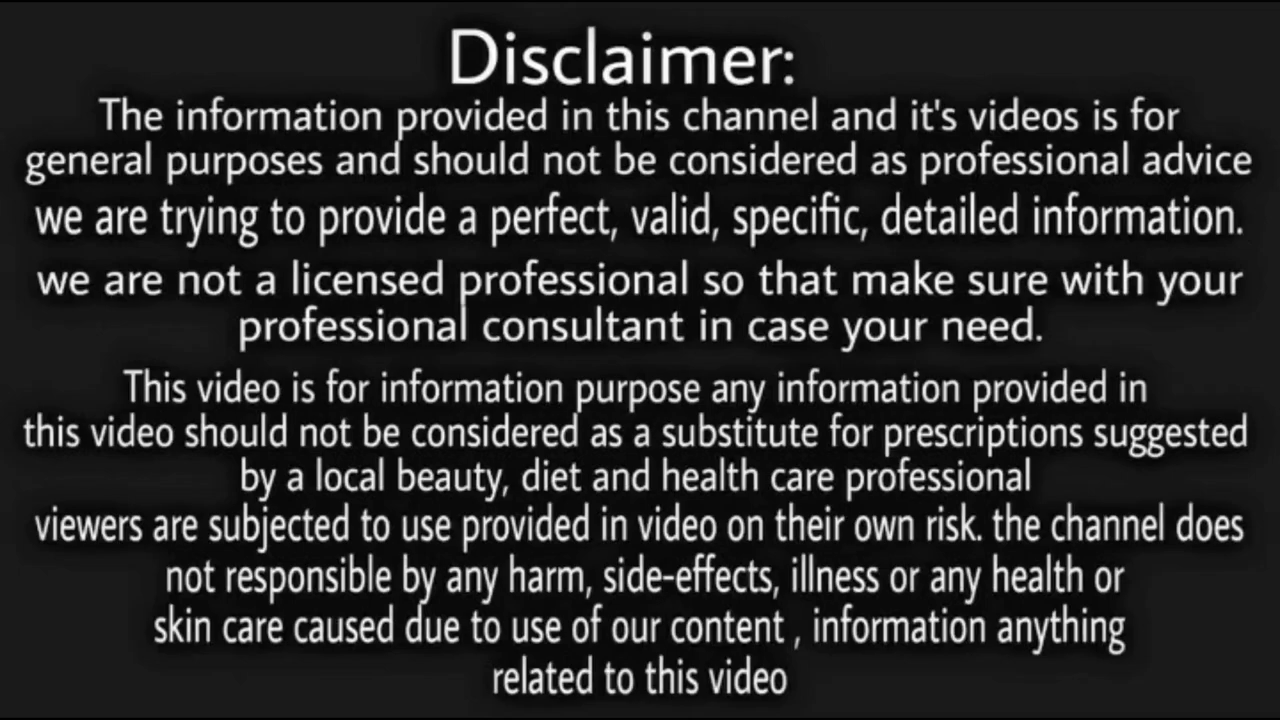 Disclaimer:
The information provided in this channel and it's videos is for
general purposes and should not be considered as professional advice
we are trying to provide a perfect, valid, specific, detailed information.
we are not a licensed professional so that make sure with your
professional consultant in case your need.
This video is for information purpose any information provided in
this video should not be considered as a substitute for prescriptions suggested
by a local beauty, diet and health care professional
viewers are subjected to use provided in video on their own risk. the channel does
not responsible by any harm, side-effects, illness or any health or
skin care caused due to use of our content , information anything
related to this video